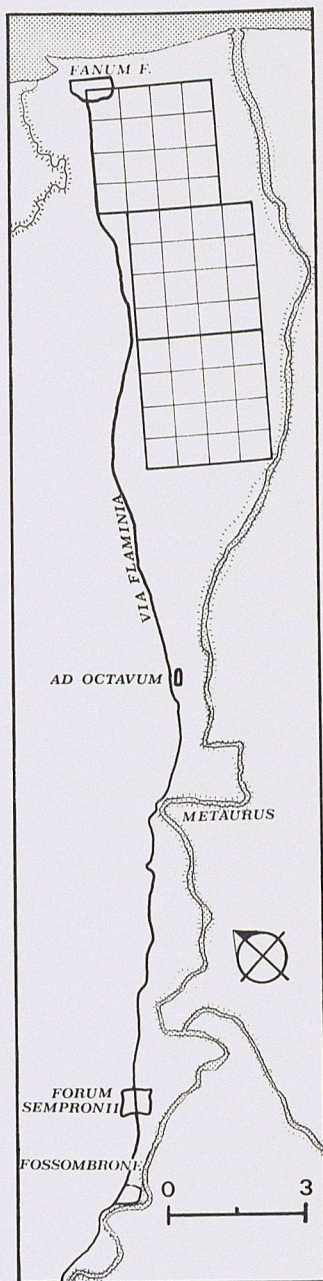 FANUM F.
VIA FLAMINIA
AD OCTAVUM
METAURUS
FORUM
SEMPRONII
FOSSOMBRONE
0 3